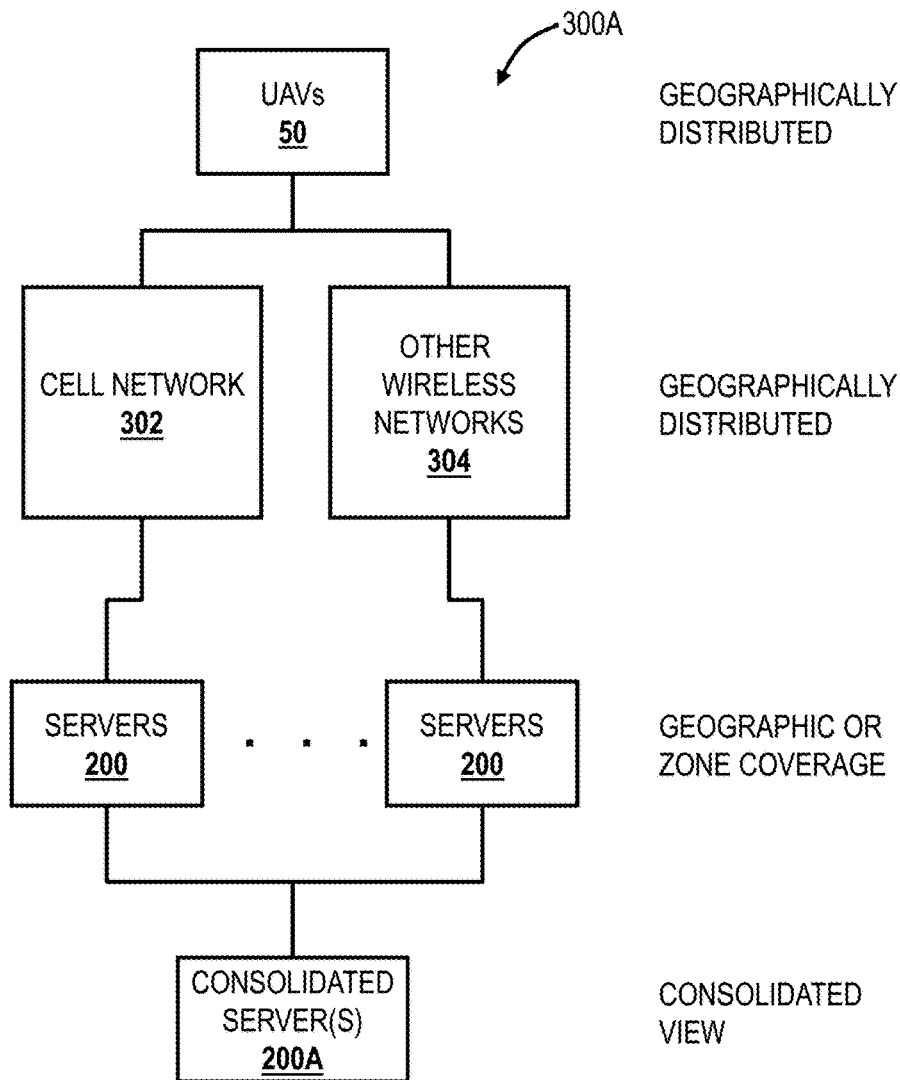 300A
UAVs
50
GEOGRAPHICALLY
DISTRIBUTED
CELL NETWORK
302
OTHER
WIRELESS
NETWORKS
304
GEOGRAPHICALLY
DISTRIBUTED
SERVERS
200
. . .
SERVERS
200
GEOGRAPHIC OR
ZONE COVERAGE
CONSOLIDATED
SERVER(S)
200A
CONSOLIDATED
VIEW